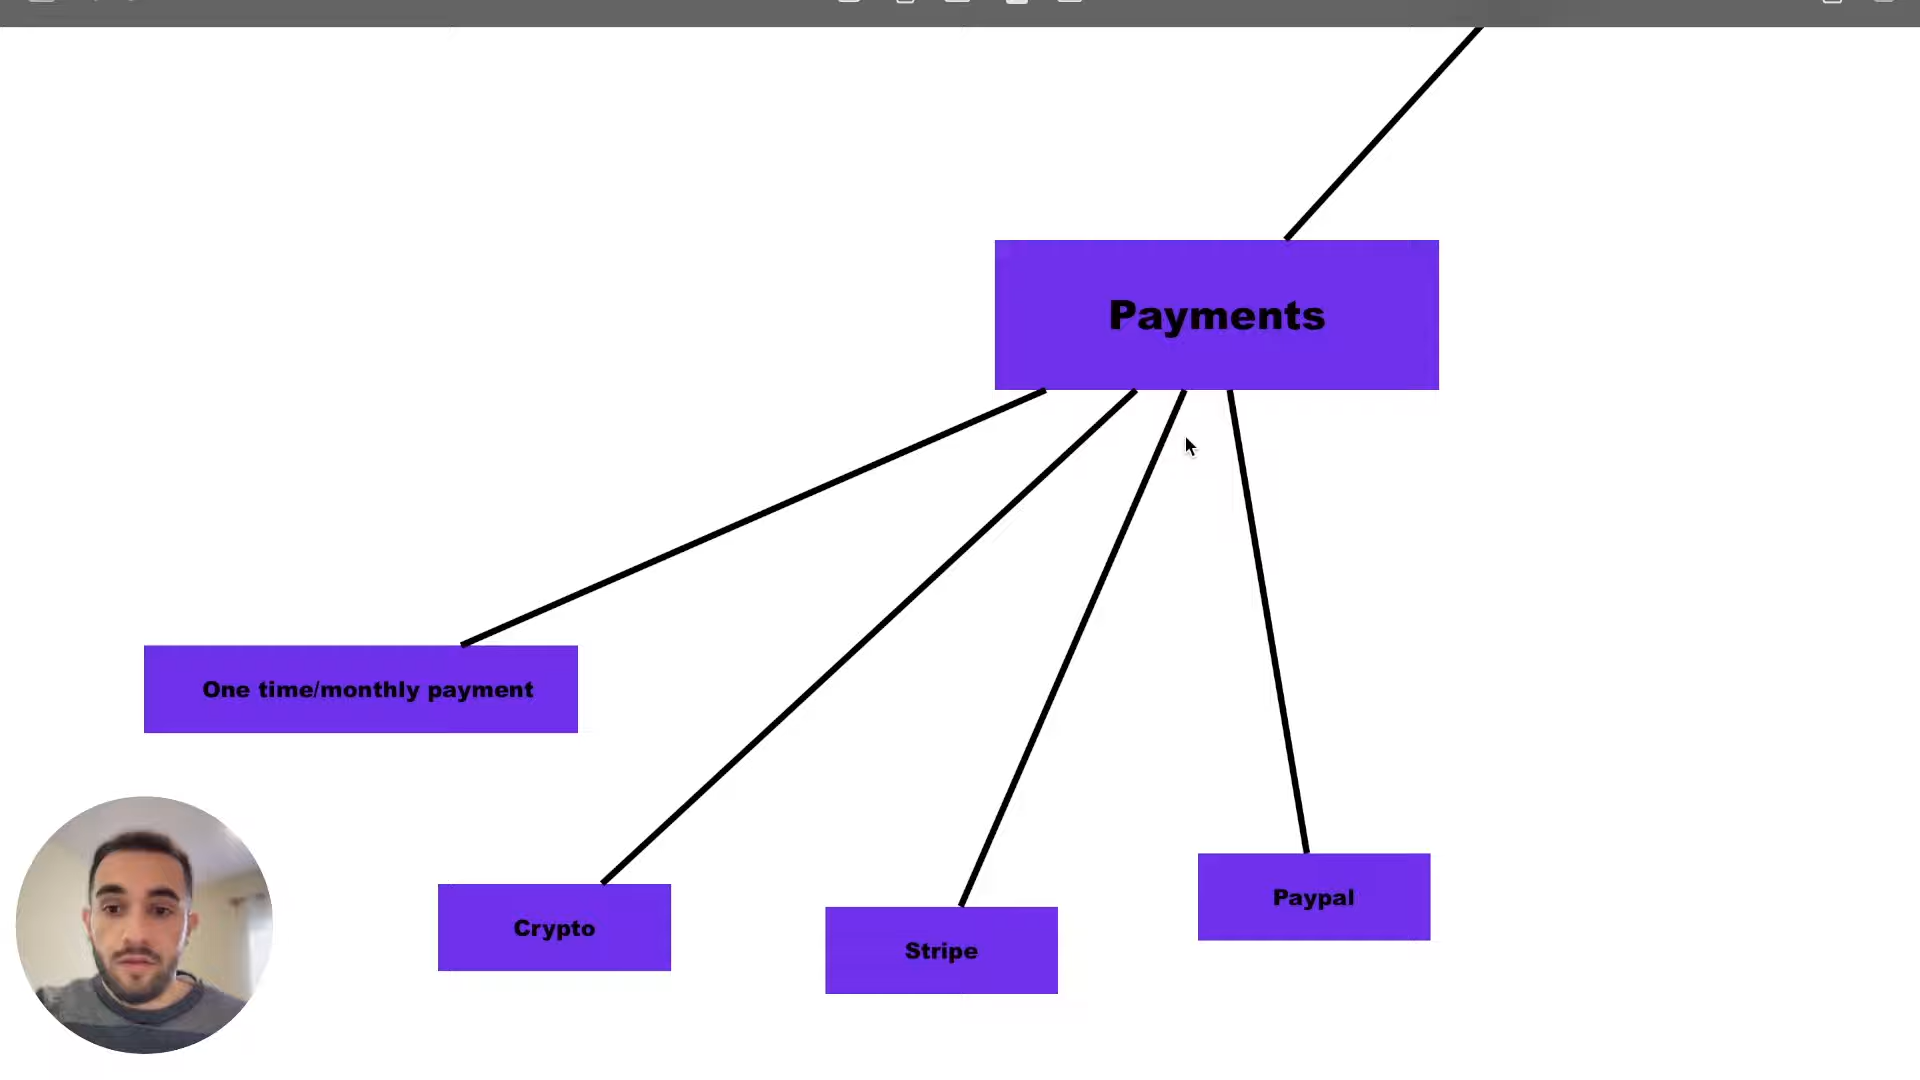 Payments
One time/monthly payment
Crypto
Stripe
Paypal